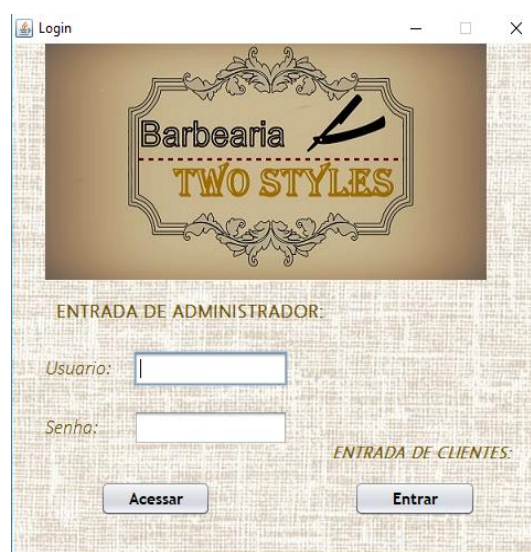 Login
Barbearia
TWO STYLES
ENTRADA DE ADMINISTRADOR:
Usuario:
Senha:
ENTRADA DE CLIENTES:
Acessar
Entrar